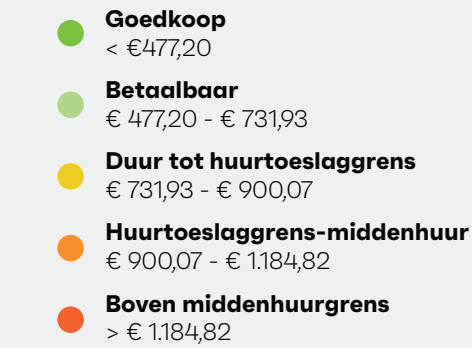 Goedkoop
< €477,20
Betaalbaar
€ 477,20 - € 731,93
Duur tot huurtoeslaggrens
€ 731,93 - € 900,07
Huurtoeslaggrens-middenhuur
€ 900,07 - € 1.184,82
Boven middenhuurgrens
> € 1.184,82